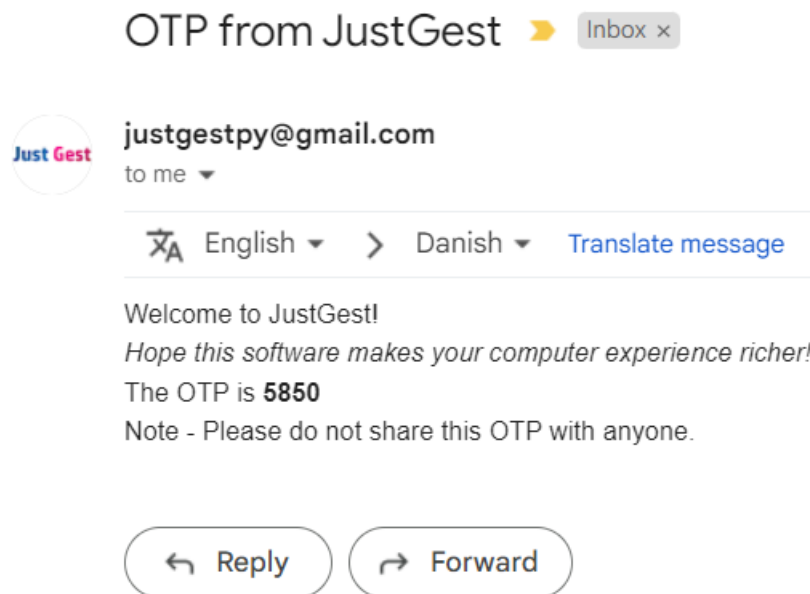 OTP from JustGest Inbox ×
Just Gest
justgestpy@gmail.com
to me
English > Danish Translate message
Welcome to JustGest!
Hope this software makes your computer experience richer!
The OTP is 5850
Note - Please do not share this OTP with anyone.
Reply Forward